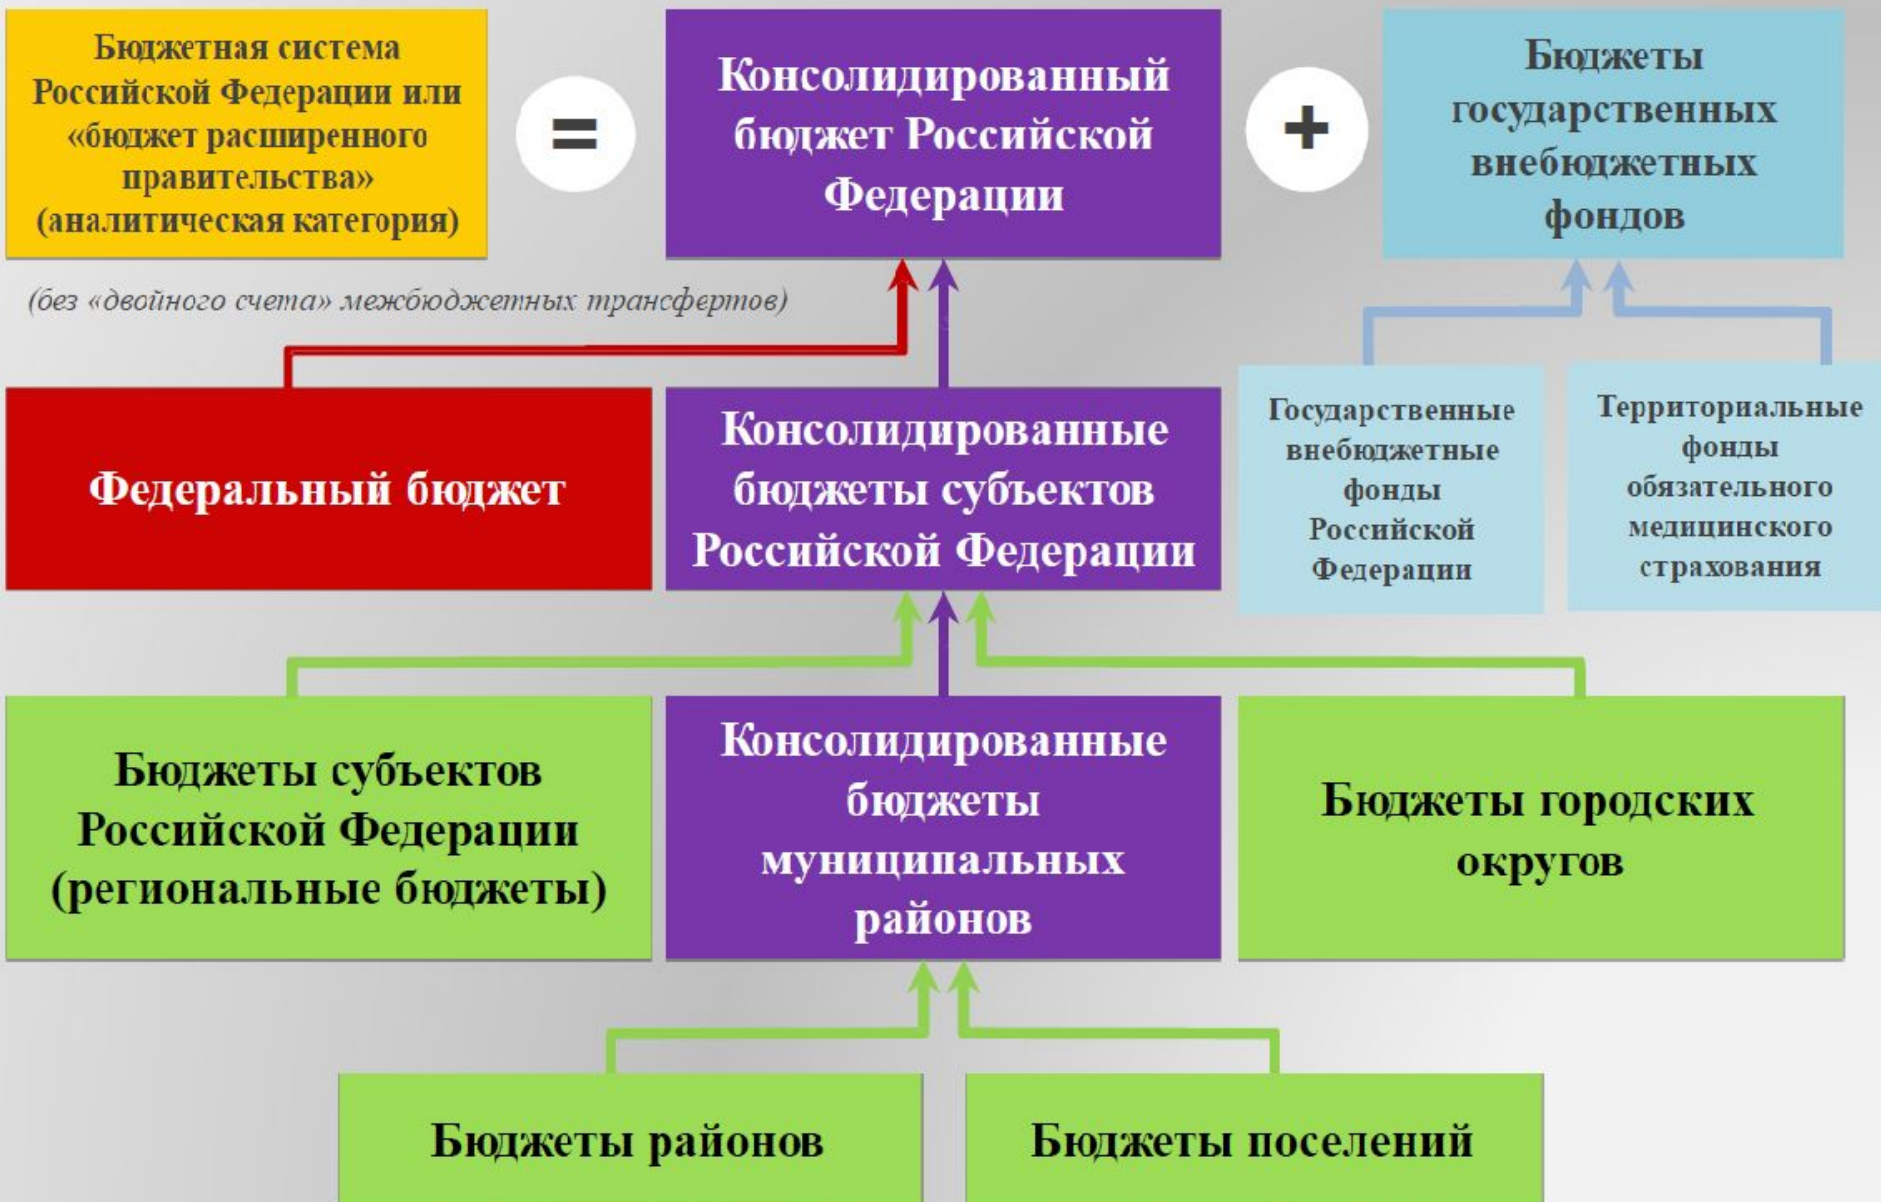 Бюджетная система
Российской Федерации или
«бюджет расширенного
правительства»
(аналитическая категория)
=
Консолидированный
бюджет Российской
Федерации
+
Бюджеты
государственных
внебюджетных
фондов
(без «двойного счета» межбюджетных трансфертов)
Федеральный бюджет
Консолидированные
бюджеты субъектов
Российской Федерации
Государственные
внебюджетные
фонды
Российской
Федерации
Территориальные
фонды
обязательного
медицинского
страхования
Бюджеты субъектов
Российской Федерации
(региональные бюджеты)
Консолидированные
бюджеты
муниципальных
районов
Бюджеты городских
округов
Бюджеты районов
Бюджеты поселений